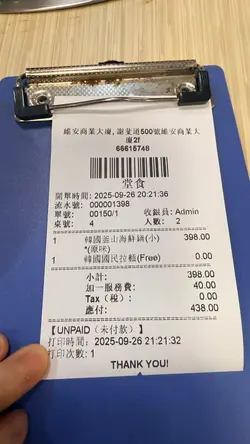 維安商業大廈,謝斐道500號維安商業大
廈2f
66615748
堂食
開單時間: 2025-09-26 20:21:36
流水號: 000001398
單號: 00150/1 收銀員: Admin
桌號: 4 人數: 2
1 韓國釜山海鮮鍋(小) 398.00
*(原味)
1 韓國國民拉麵(Free) 0.00
小計: 398.00
加一服務費: 40.00
Tax (稅): 0.00
應付: 438.00
【UNPAID (未付款) 】
打印時間: 2025-09-26 21:21:32
打印次數: 1
THANK YOU!